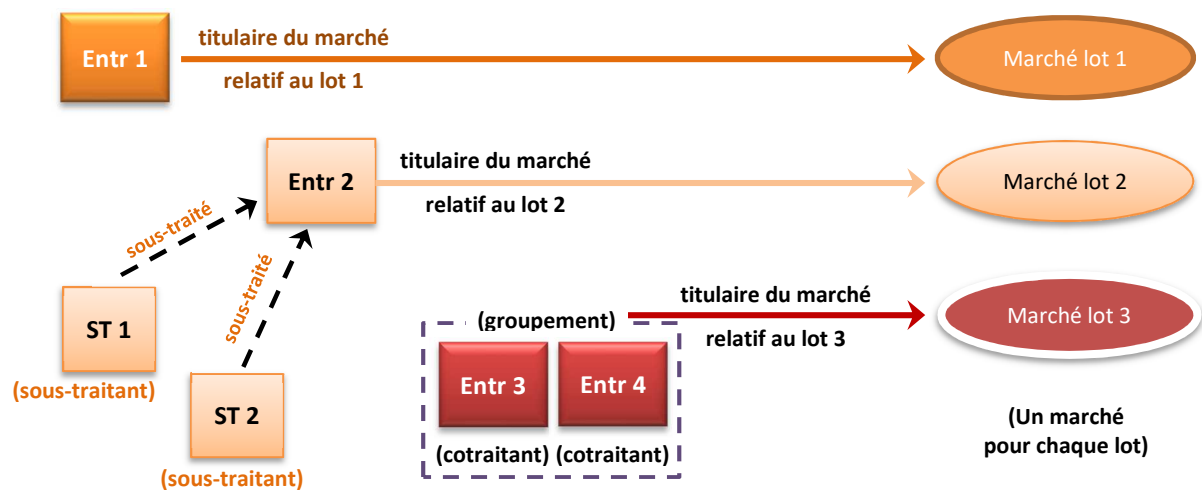 Entr 1
titulaire du marché
relatif au lot 1
Marché lot 1
Entr 2
titulaire du marché
relatif au lot 2
Marché lot 2
sous-traité
sous-traité
ST 1
(sous-traitant)
ST 2
(sous-traitant)
(groupement)
titulaire du marché
relatif au lot 3
Marché lot 3
Entr 3
Entr 4
(cotraitant)
(cotraitant)
(Un marché
pour chaque lot)